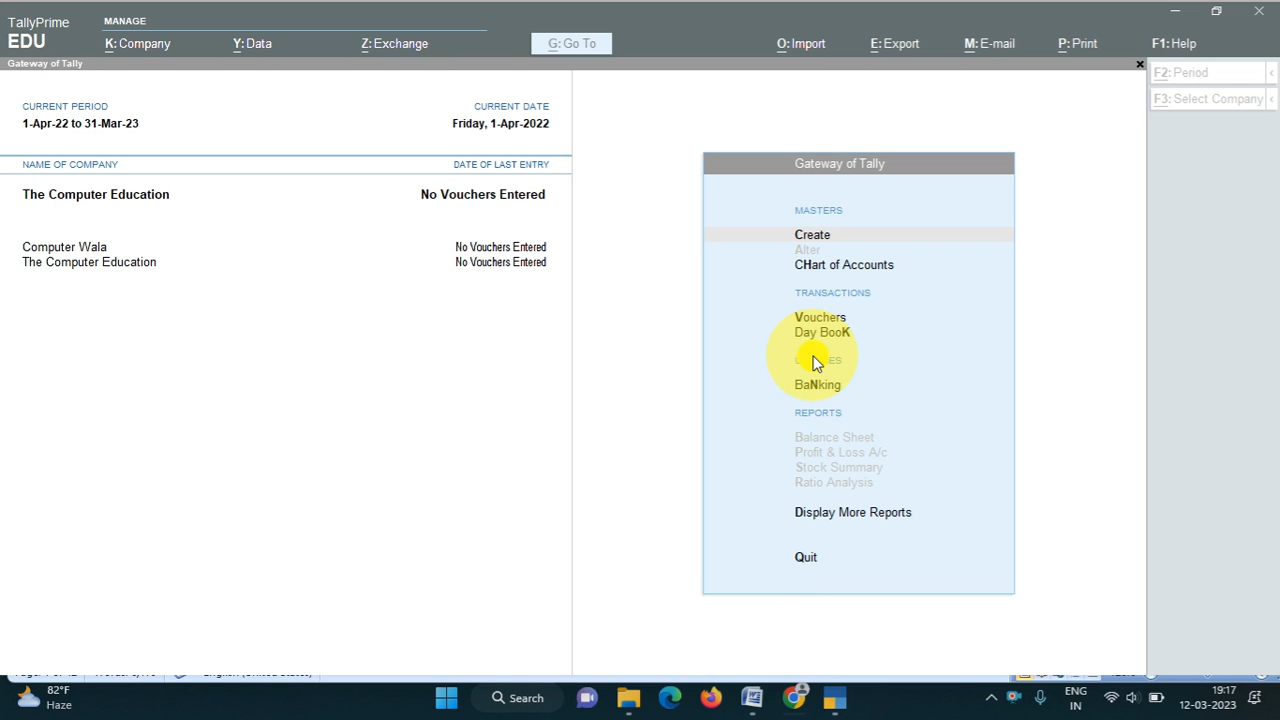 TallyPrime
EDU
MANAGE
K: Company
Y: Data
Z: Exchange
G: Go To
O: Import
E: Export
M: E-mail
P: Print
F1: Help
Gateway of Tally
F2: Period
F3: Select Company
CURRENT PERIOD
CURRENT DATE
1-Apr-22 to 31-Mar-23
Friday, 1-Apr-2022
NAME OF COMPANY
DATE OF LAST ENTRY
The Computer Education
No Vouchers Entered
Computer Wala
No Vouchers Entered
The Computer Education
No Vouchers Entered
Gateway of Tally
MASTERS
Create
Alter
CHart of Accounts
TRANSACTIONS
Vouchers
Day BooK
BaNking
REPORTS
Balance Sheet
Profit & Loss A/c
Stock Summary
Ratio Analysis
Display More Reports
Quit
English (United States)
82°F
Haze
Search
ENG
IN
19:17
12-03-2023